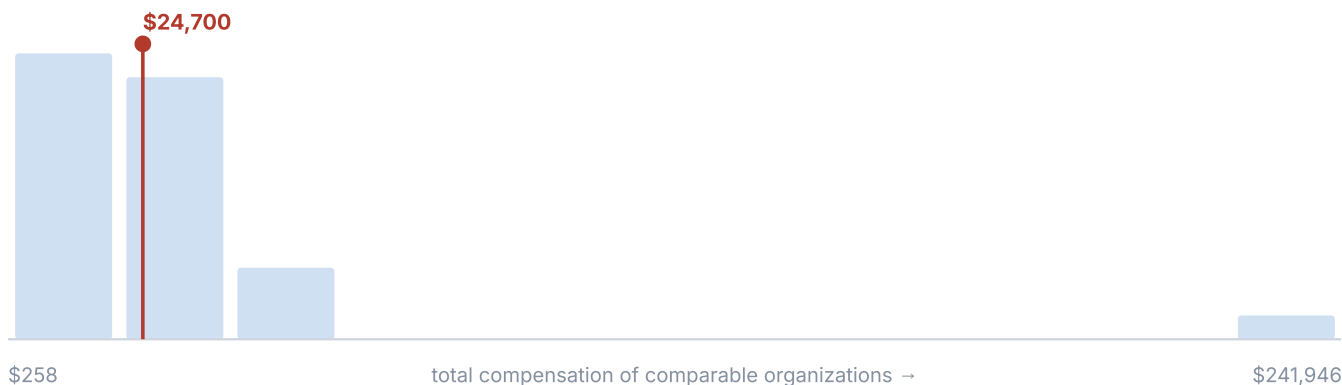 $24,700
$258 total compensation of comparable organizations → $241,946